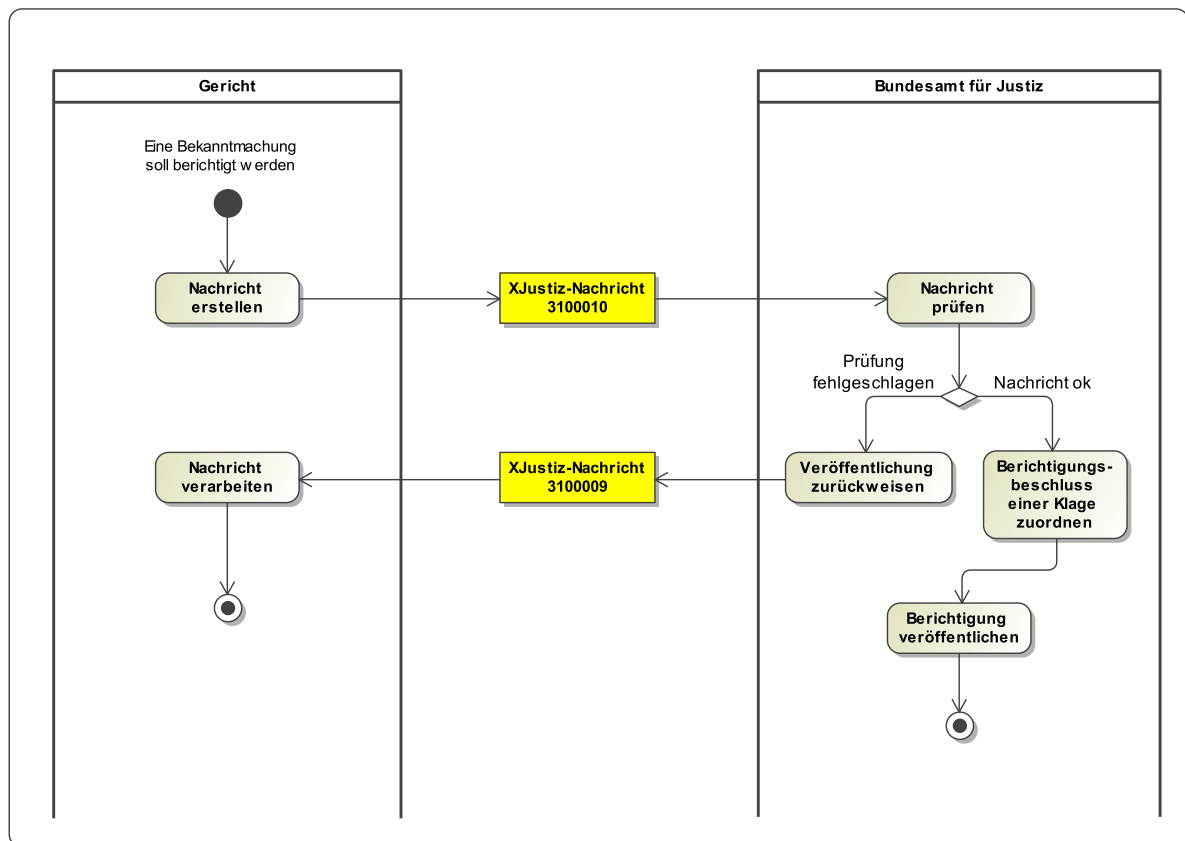 Gericht
Bundesamt für Justiz
Eine Bekanntmachung
soll berichtigt werden
Nachricht
erstellen
XJustiz-Nachricht
3100010
Nachricht
prüfen
Prüfung
fehlgeschlagen
Nachricht ok
Nachricht
verarbeiten
XJustiz-Nachricht
3100009
Veröffentlichung
zurückweisen
Berichtigungs-
beschluss
einer Klage
zuordnen
Berichtigung
veröffentlichen